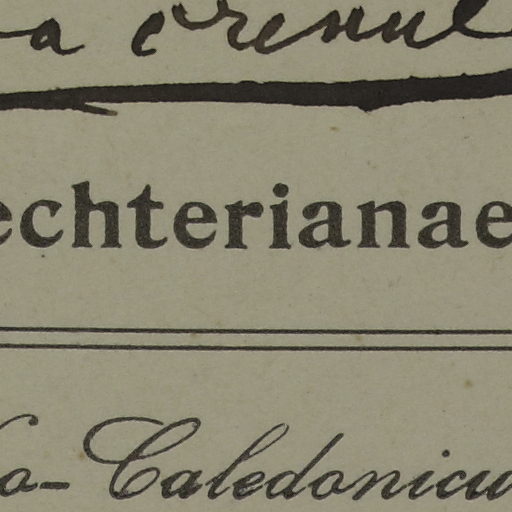 a crenul
echterianae
o-Caledonicu